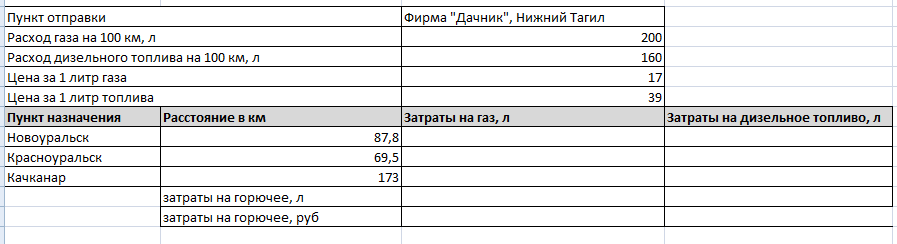 Пункт отправки Фирма "Дачник", Нижний Тагил
Расход газа на 100 км, л 200
Расход дизельного топлива на 100 км, л 160
Цена за 1 литр газа 17
Цена за 1 литр топлива 39
Пункт назначения Расстояние в км Затраты на газ, л Затраты на дизельное топливо, л
Новоуральск 87,8
Красноуральск 69,5
Качканар 173
затраты на горючее, л
затраты на горючее, руб